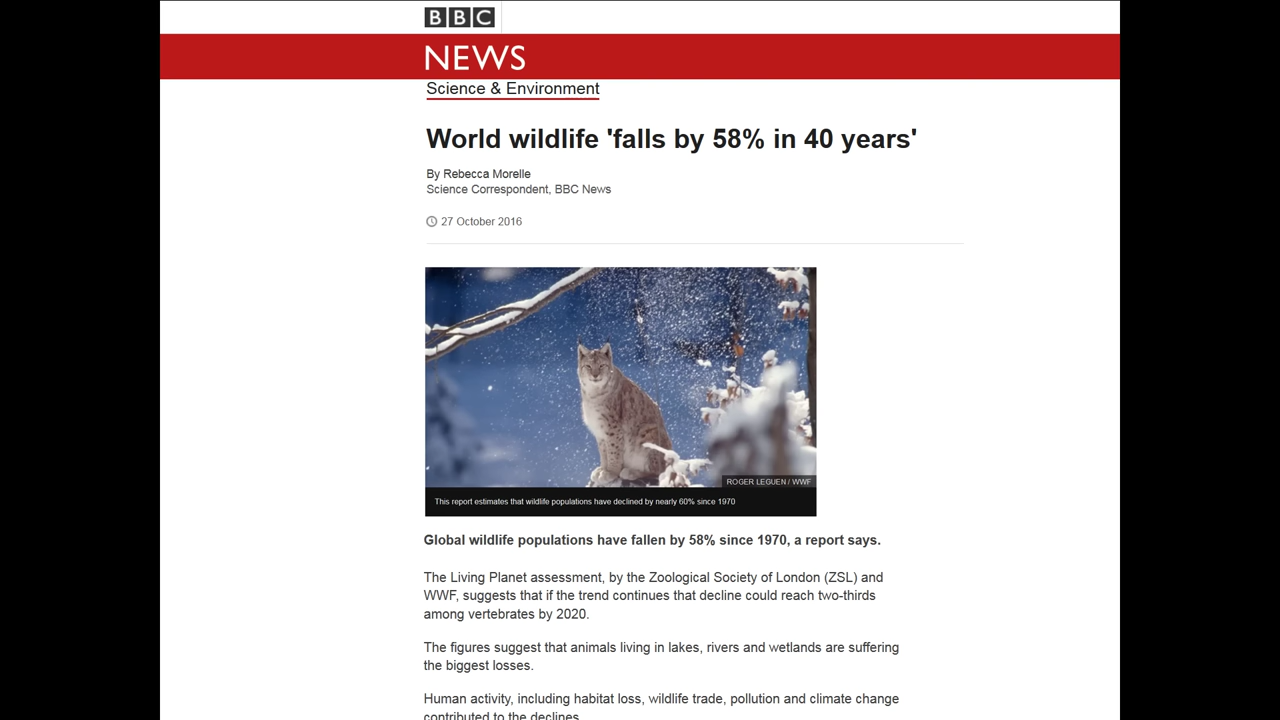 BBC
NEWS
Science & Environment
World wildlife 'falls by 58% in 40 years'
By Rebecca Morelle
Science Correspondent, BBC News
27 October 2016
ROGER LEGUEN / WWF
This report estimates that wildlife populations have declined by nearly 60% since 1970
Global wildlife populations have fallen by 58% since 1970, a report says.
The Living Planet assessment, by the Zoological Society of London (ZSL) and
WWF, suggests that if the trend continues that decline could reach two-thirds
among vertebrates by 2020.
The figures suggest that animals living in lakes, rivers and wetlands are suffering
the biggest losses.
Human activity, including habitat loss, wildlife trade, pollution and climate change
contributed to the declines